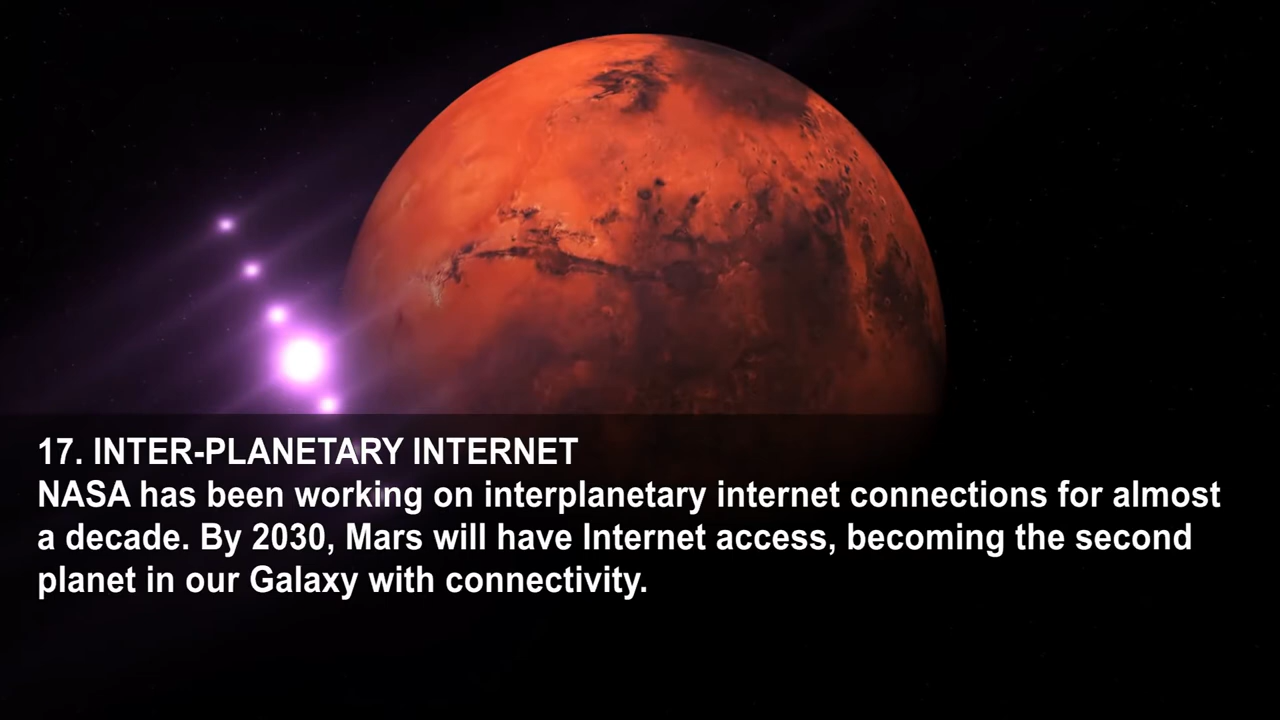 17. INTER-PLANETARY INTERNET
NASA has been working on interplanetary internet connections for almost
a decade. By 2030, Mars will have Internet access, becoming the second
planet in our Galaxy with connectivity.